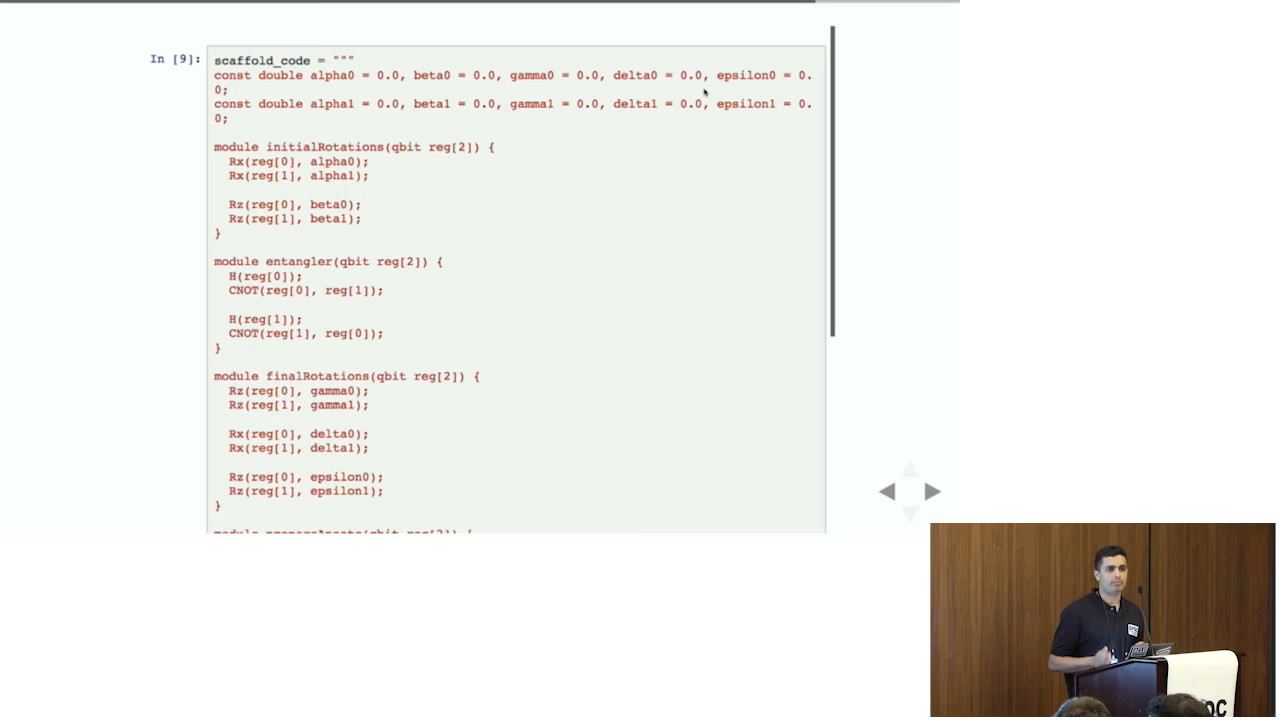 In [9]:
scaffold_code = """
const double alpha0 = 0.0, beta0 = 0.0, gamma0 = 0.0, delta0 = 0.0, epsilon0 = 0.
0;
const double alpha1 = 0.0, beta1 = 0.0, gamma1 = 0.0, delta1 = 0.0, epsilon1 = 0.
0;
module initialRotations(qbit reg[2]) {
Rx(reg[0], alpha0);
Rx(reg[1], alpha1);
Rz(reg[0], beta0);
Rz(reg[1], beta1);
}
module entangler(qbit reg[2]) {
H(reg[0]);
CNOT(reg[0], reg[1]);
H(reg[1]);
CNOT(reg[1], reg[0]);
}
module finalRotations(qbit reg[2]) {
Rz(reg[0], gamma0);
Rz(reg[1], gamma1);
Rx(reg[0], delta0);
Rx(reg[1], delta1);
Rz(reg[0], epsilon0);
Rz(reg[1], epsilon1);
}